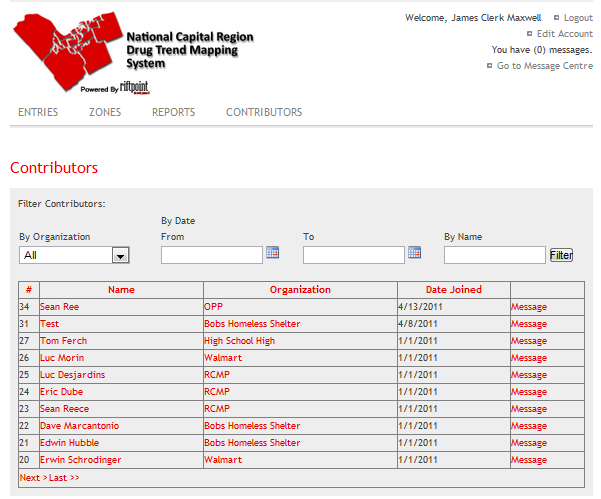 National Capital Region
Drug Trend Mapping
System
Powered By riftpoint
Welcome, James Clerk Maxwell Logout
Edit Account
You have (0) messages.
Go to Message Centre
ENTRIES ZONES REPORTS CONTRIBUTORS
Contributors
Filter Contributors:
By Date
By Organization From To By Name
All Filter
# Name Organization Date Joined
34 Sean Ree OPP 4/13/2011 Message
31 Test Bobs Homeless Shelter 4/8/2011 Message
27 Tom Ferch High School High 1/1/2011 Message
26 Luc Morin Walmart 1/1/2011 Message
25 Luc Desjardins RCMP 1/1/2011 Message
24 Eric Dube RCMP 1/1/2011 Message
23 Sean Reece RCMP 1/1/2011 Message
22 Dave Marcantonio Bobs Homeless Shelter 1/1/2011 Message
21 Edwin Hubble Bobs Homeless Shelter 1/1/2011 Message
20 Erwin Schrodinger Walmart 1/1/2011 Message
Next > Last >>